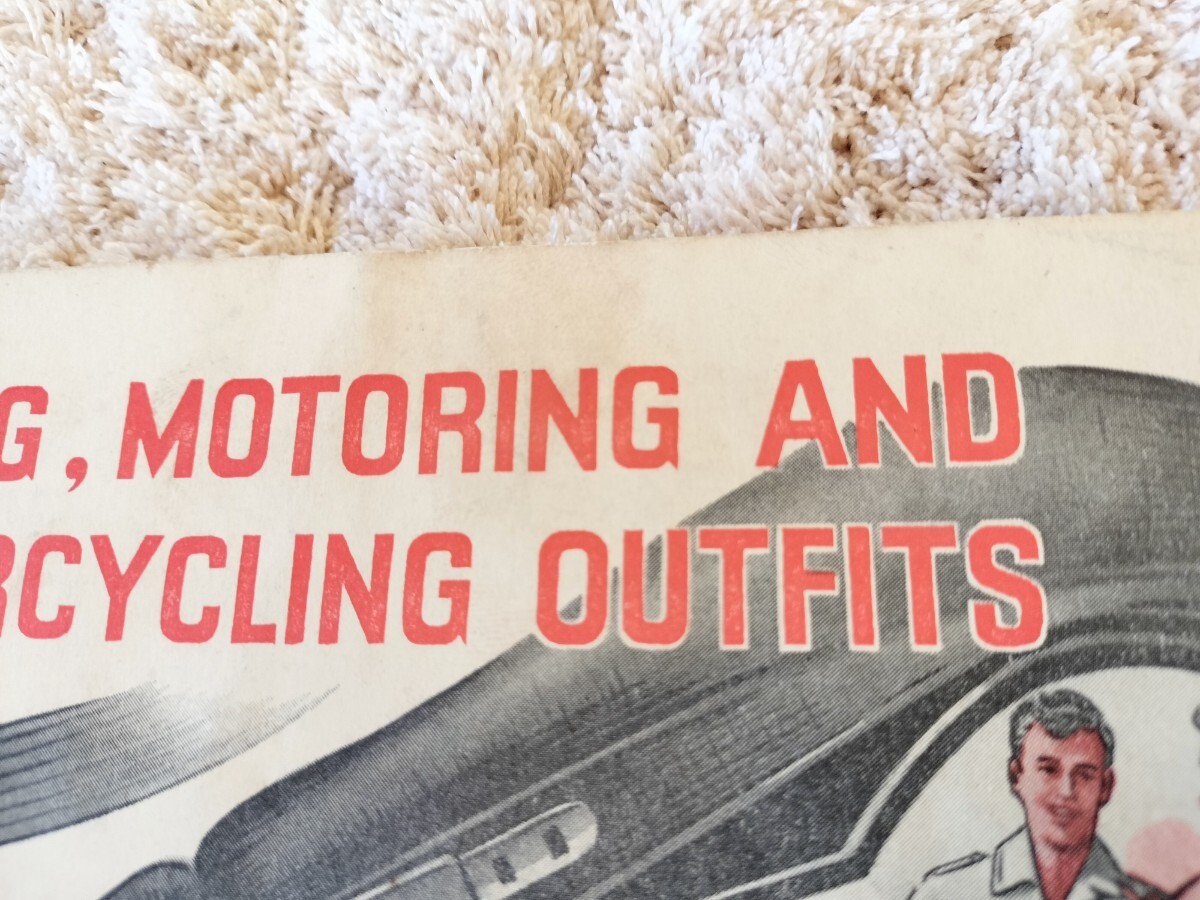 G, MOTORING AND
RCYCLING OUTFITS